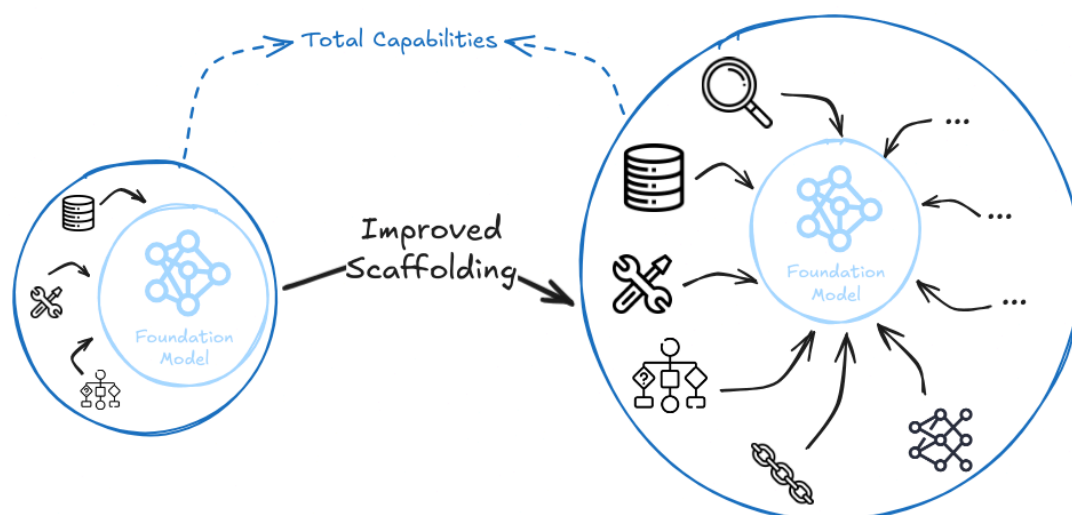 Total Capabilities
Improved
Scaffolding
Foundation
Model
Foundation
Model
...
...
...
?
?